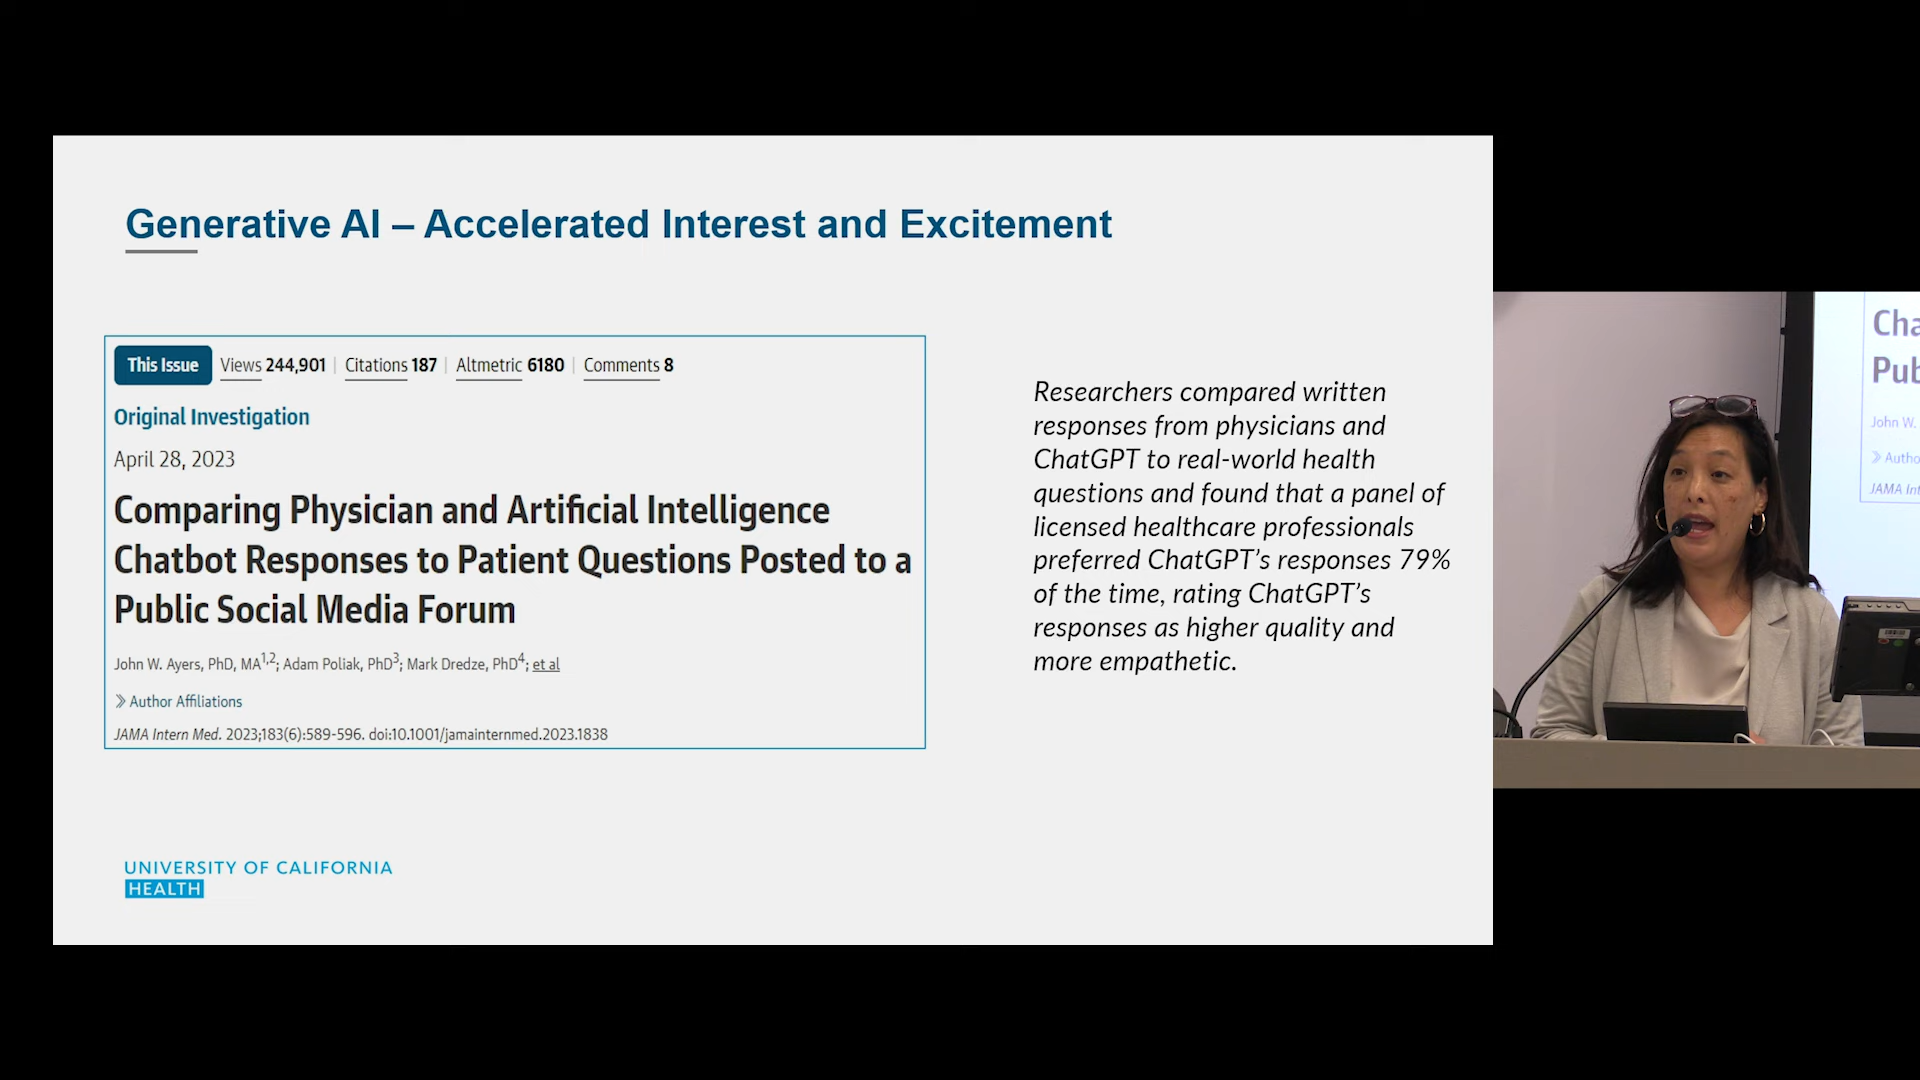 Generative AI – Accelerated Interest and Excitement
This Issue Views 244,901 | Citations 187 | Altmetric 6180 | Comments 8
Original Investigation
April 28, 2023
Comparing Physician and Artificial Intelligence
Chatbot Responses to Patient Questions Posted to a
Public Social Media Forum
John W. Ayers, PhD, MA1,2; Adam Poliak, PhD3; Mark Dredze, PhD4; et al
» Author Affiliations
JAMA Intern Med. 2023;183(6):589-596. doi:10.1001/jamainternmed.2023.1838
Researchers compared written
responses from physicians and
ChatGPT to real-world health
questions and found that a panel of
licensed healthcare professionals
preferred ChatGPT’s responses 79%
of the time, rating ChatGPT’s
responses as higher quality and
more empathetic.
UNIVERSITY OF CALIFORNIA
HEALTH
Cha
Pub
John W.
» Autho
JAMA Int